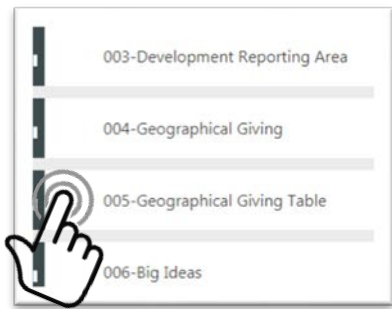 003-Development Reporting Area
004-Geographical Giving
005-Geographical Giving Table
006-Big Ideas